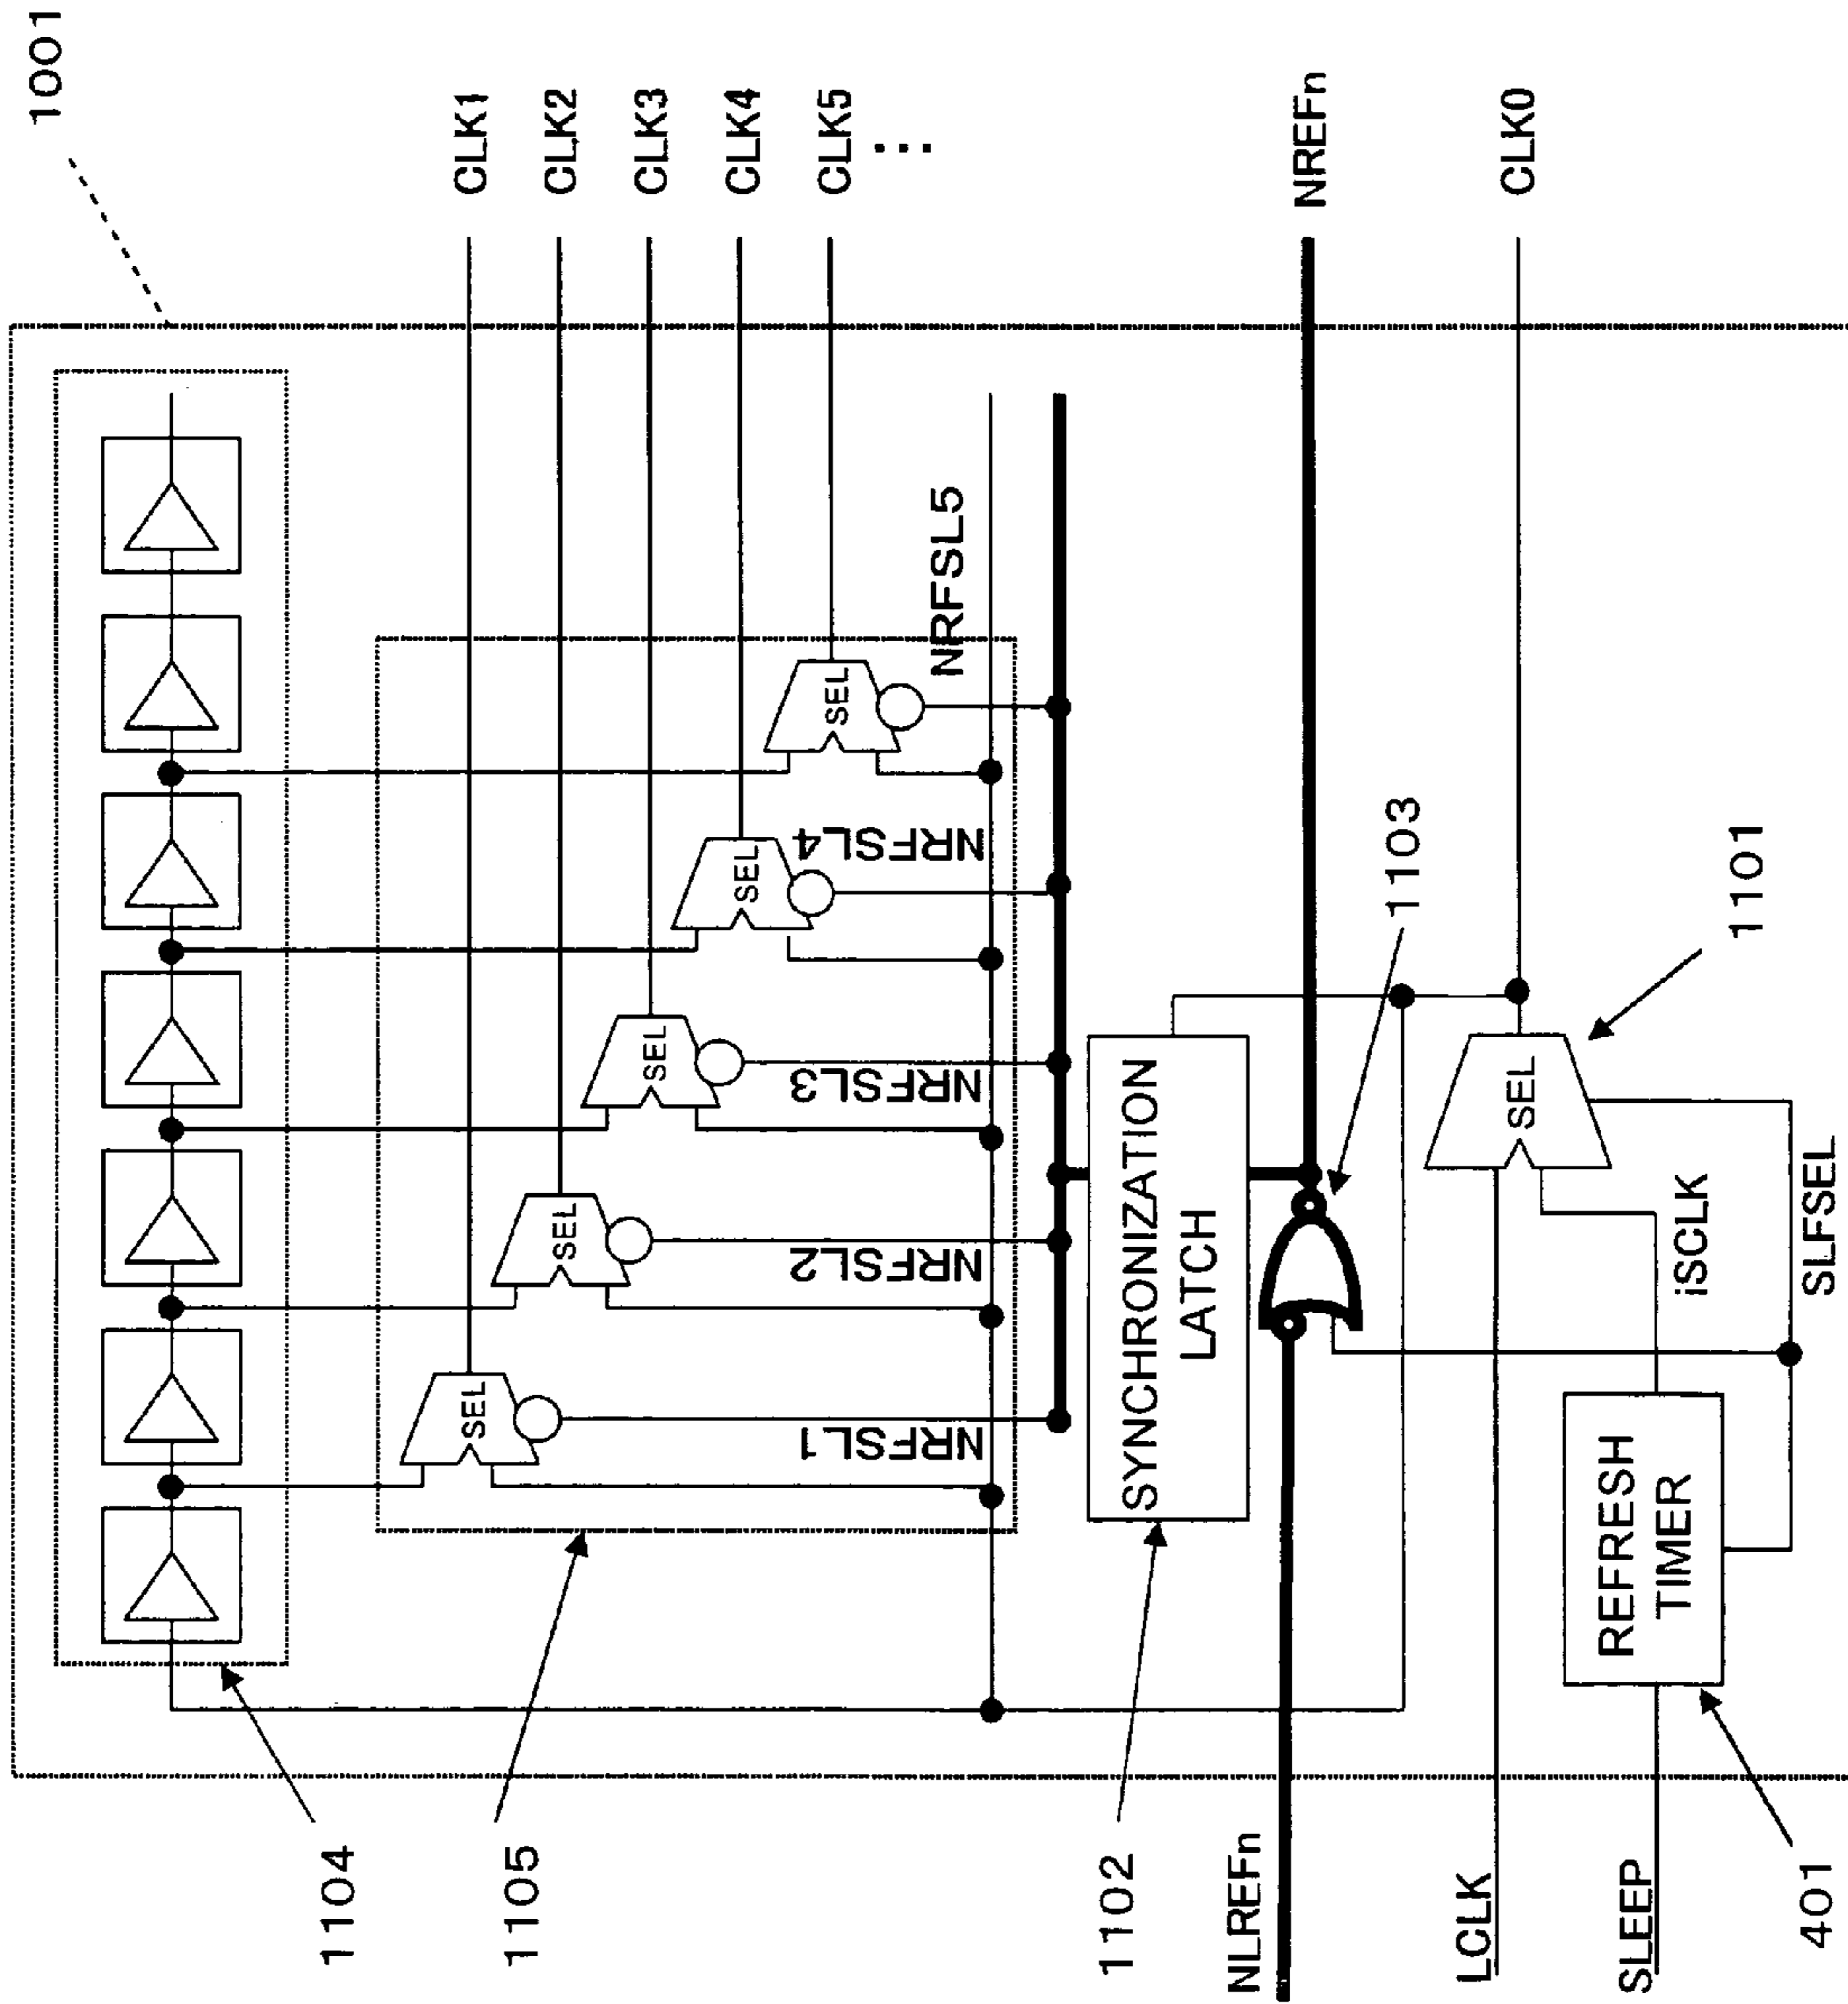 1001
CLK1
CLK2
CLK3
CLK4
CLK5
...
NREFn
CLK0
SEL
SEL
SEL
SEL
SEL
NRFSL1
NRFSL2
NRFSL3
NRFSL4
NRFSL5
SYNCHRONIZATION
LATCH
1103
1101
SEL
iSCLK
SLFSEL
REFRESH
TIMER
1104
1105
1102
NLREFn
LCLK
SLEEP
401